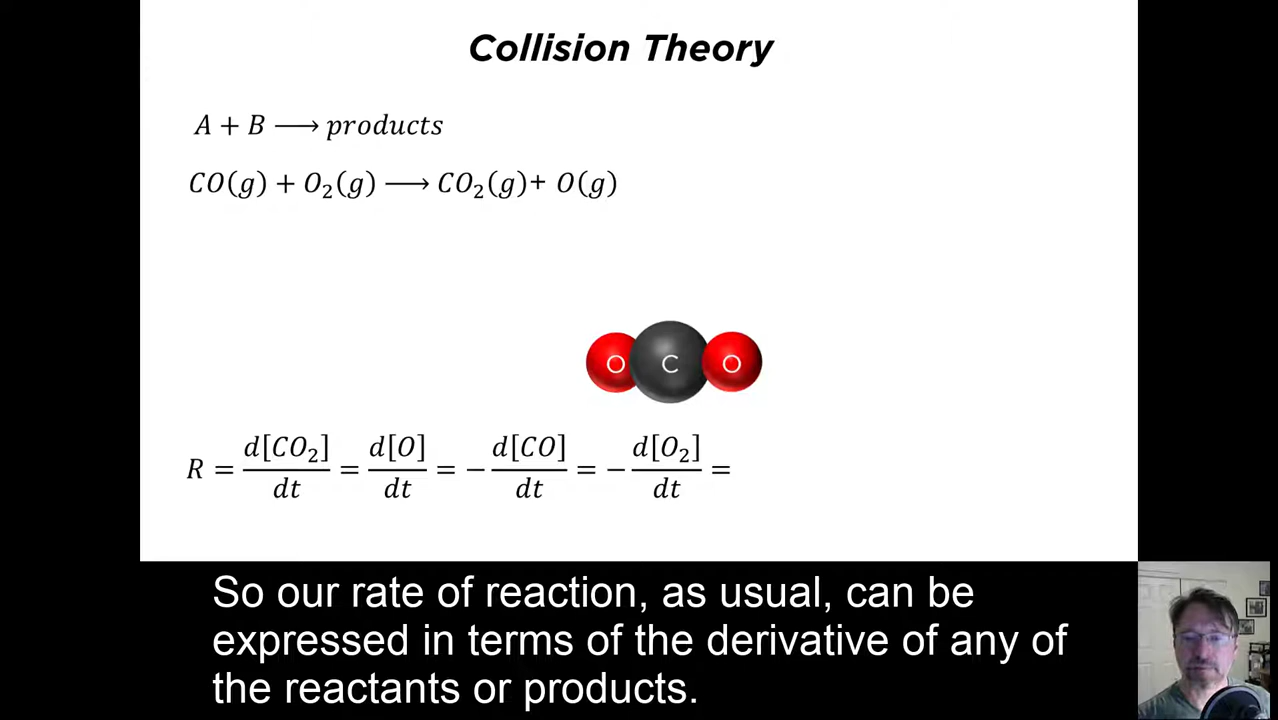 Collision Theory
A + B ⟶ products
CO(g) + O₂(g) ⟶ CO₂(g)+ O(g)
O C O
R = d[CO₂]/dt = d[O]/dt = − d[CO]/dt = − d[O₂]/dt =
So our rate of reaction, as usual, can be
expressed in terms of the derivative of any of
the reactants or products.